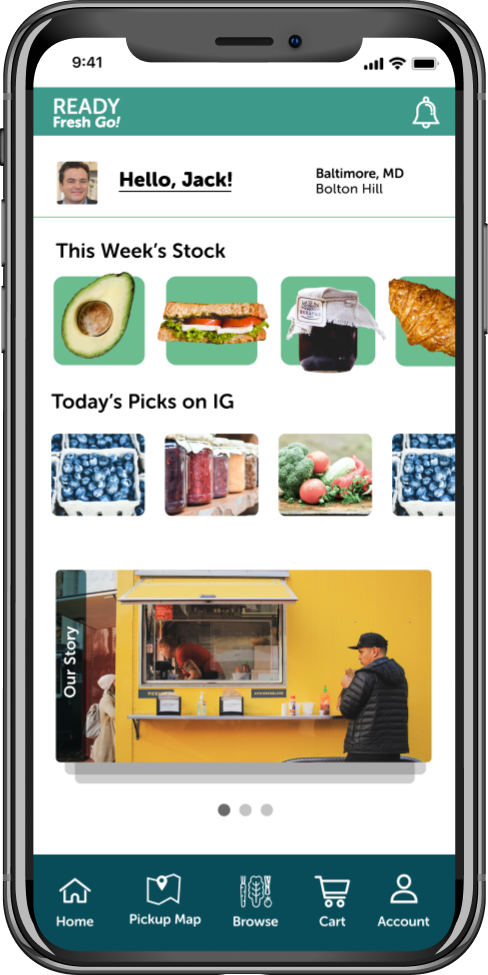 9:41
READY
Fresh Go!
Hello, Jack!
Baltimore, MD
Bolton Hill
This Week's Stock
Today's Picks on IG
Our Story
Home
Pickup Map
Browse
Cart
Account